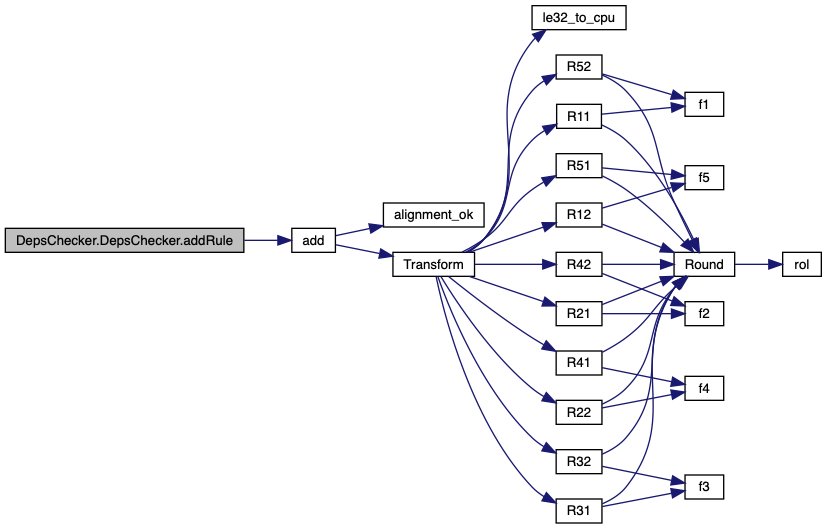 le32_to_cpu
R52
f1
R11
R51
f5
alignment_ok
R12
DepsChecker.DepsChecker.addRule
add
Transform
R42
Round
rol
R21
f2
R41
f4
R22
R32
f3
R31